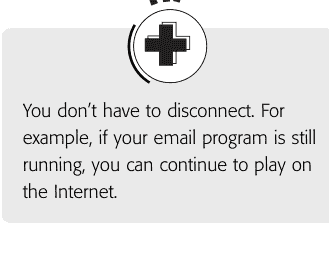 You don't have to disconnect. For
example, if your email program is still
running, you can continue to play on
the Internet.